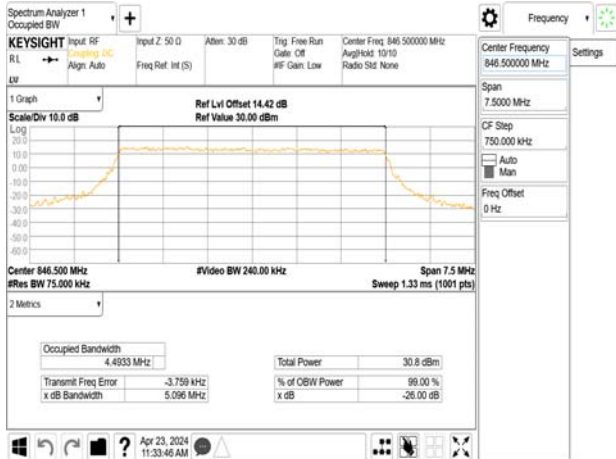 Spectrum Analyzer 1
Occupied BW
+
Frequency
KEYSIGHT
RL
Input: RF
Coupling: DC
Align: Auto
Input Z: 50 Ω
Freq Ref: Int (S)
Atten: 30 dB
Trig: Free Run
Gate: Off
#IF Gain: Low
Center Freq: 846.500000 MHz
Avg|Hold: 10/10
Radio Std: None
Center Frequency
846.500000 MHz
Settings
Span
7.5000 MHz
CF Step
750.000 kHz
Auto
Man
Freq Offset
0 Hz
1 Graph
Scale/Div 10.0 dB
Ref Lvl Offset 14.42 dB
Ref Value 30.00 dBm
Log
20.0
10.0
0.00
-10.0
-20.0
-30.0
-40.0
-50.0
-60.0
Center 846.500 MHz
#Video BW 240.00 kHz
Span 7.5 MHz
#Res BW 75.000 kHz
Sweep 1.33 ms (1001 pts)
2 Metrics
Occupied Bandwidth
4.4933 MHz
Total Power 30.8 dBm
Transmit Freq Error -3.759 kHz
% of OBW Power 99.00 %
x dB Bandwidth 5.096 MHz
x dB -26.00 dB
?
Apr 23, 2024
11:33:46 AM